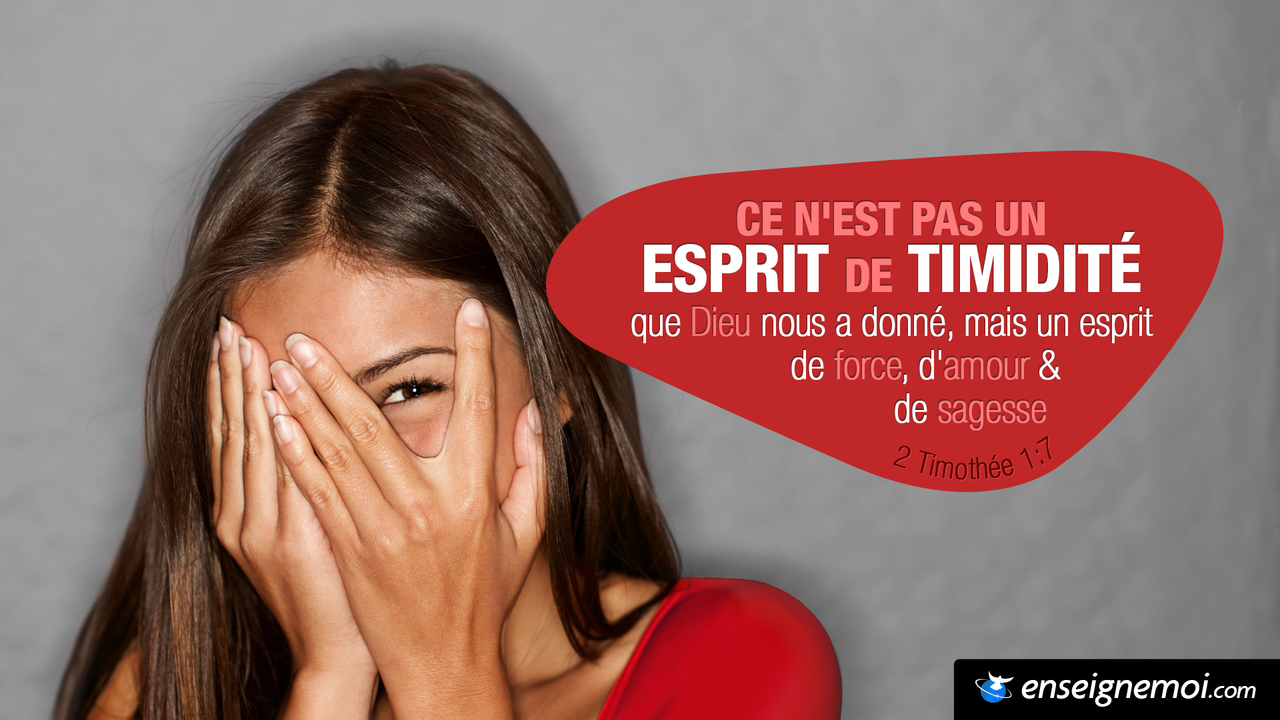 CE N'EST PAS UN
ESPRIT DE TIMIDITÉ
que Dieu nous a donné, mais un esprit
de force, d'amour &
de sagesse
2 Timothée 1:7
enseignemoi.com